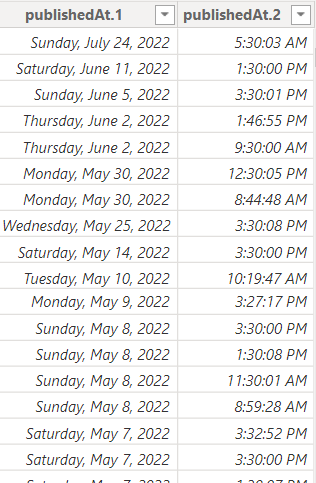 publishedAt.1 publishedAt.2
Sunday, July 24, 2022 5:30:03 AM
Saturday, June 11, 2022 1:30:00 PM
Sunday, June 5, 2022 3:30:01 PM
Thursday, June 2, 2022 1:46:55 PM
Thursday, June 2, 2022 9:30:00 AM
Monday, May 30, 2022 12:30:05 PM
Monday, May 30, 2022 8:44:48 AM
Wednesday, May 25, 2022 3:30:08 PM
Saturday, May 14, 2022 3:30:00 PM
Tuesday, May 10, 2022 10:19:47 AM
Monday, May 9, 2022 3:27:17 PM
Sunday, May 8, 2022 3:30:00 PM
Sunday, May 8, 2022 1:30:08 PM
Sunday, May 8, 2022 11:30:01 AM
Sunday, May 8, 2022 8:59:28 AM
Saturday, May 7, 2022 3:32:52 PM
Saturday, May 7, 2022 3:30:00 PM